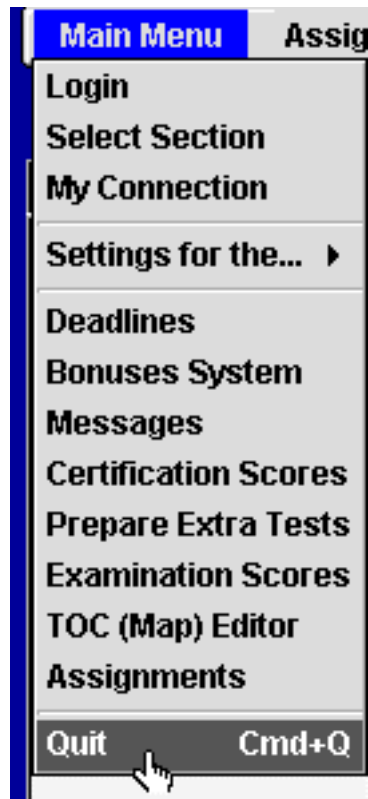 Main Menu Assig
Login
Select Section
My Connection
Settings for the...
Deadlines
Bonuses System
Messages
Certification Scores
Prepare Extra Tests
Examination Scores
TOC (Map) Editor
Assignments
Quit Cmd+Q